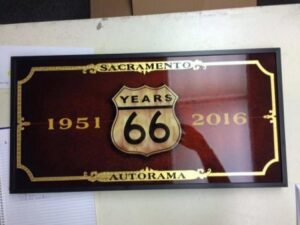 SACRAMENTO
YEARS
1951 66 2016
AUTORAMA